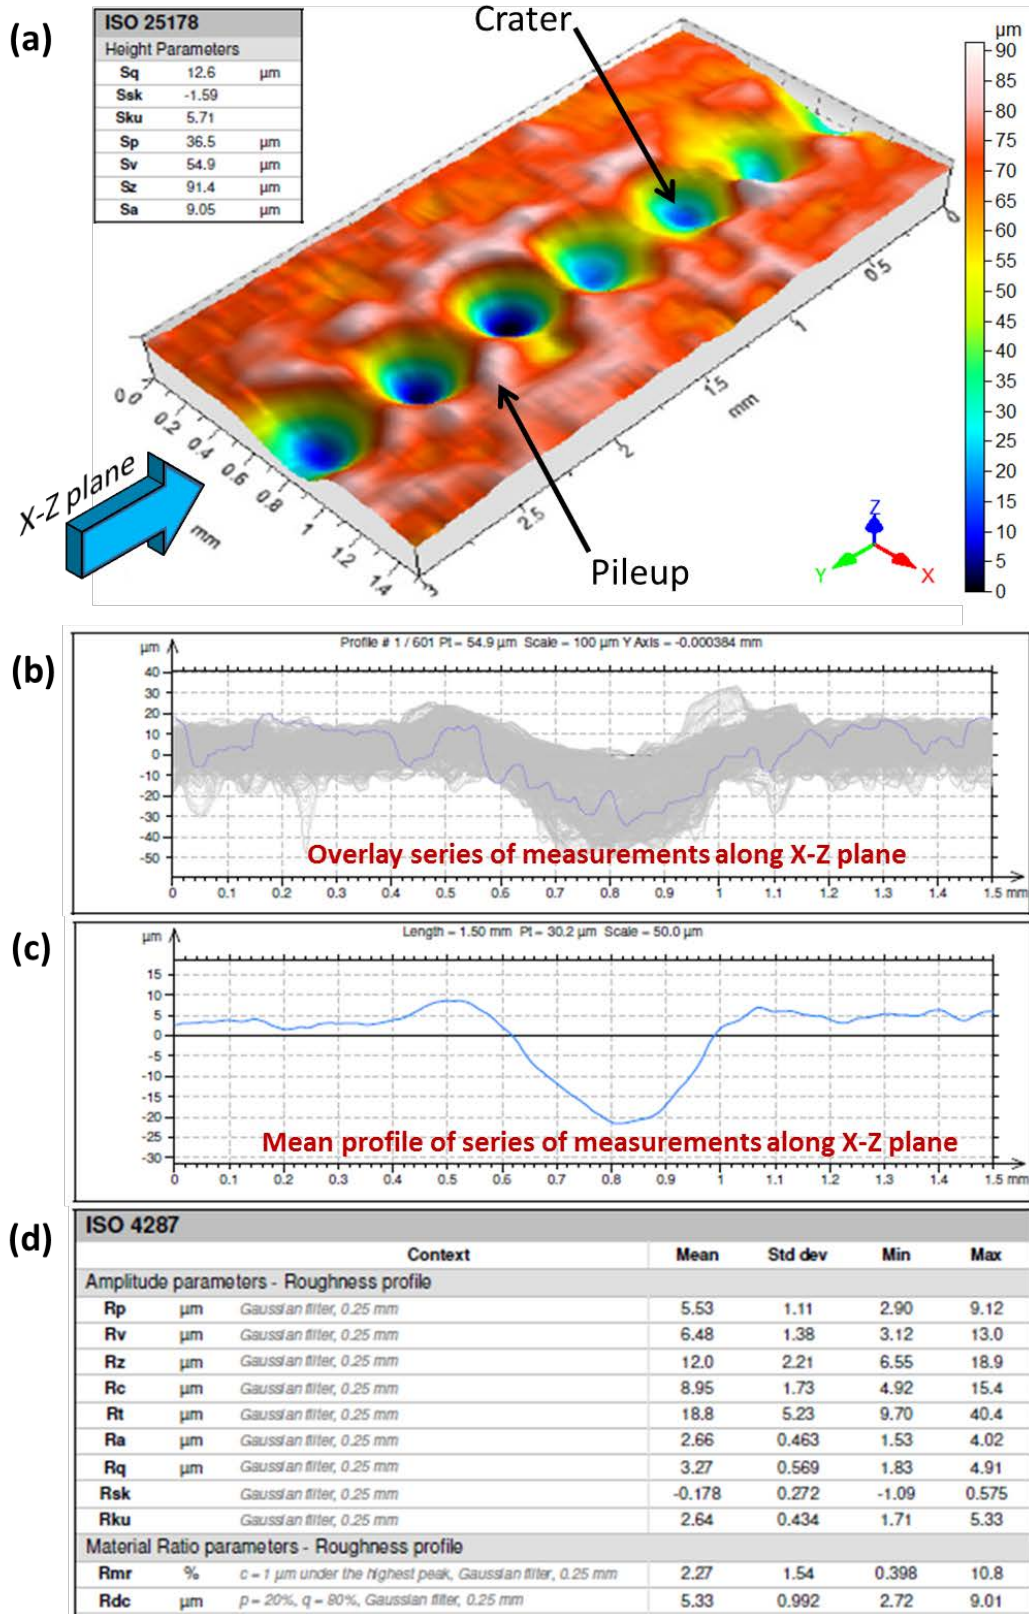 (a)
ISO 25178
Height Parameters
Sq 12.6 µm
Ssk -1.59
Sku 5.71
Sp 36.5 µm
Sv 54.9 µm
Sz 91.4 µm
Sa 9.05 µm
Crater
Pileup
X-Z plane
0.0 0.2 0.4 0.6 0.8 1 1.2 1.4
mm
0 0.5 1 1.5 2 2.5 3
mm
Z
Y
X
µm
90
85
80
75
70
65
60
55
50
45
40
35
30
25
20
15
10
5
0
(b)
Profile # 1 / 601 Pt = 54.9 µm Scale = 100 µm Y Axis = -0.000384 mm
µm
40
30
20
10
0
-10
-20
-30
-40
-50
Overlay series of measurements along X-Z plane
0 0.1 0.2 0.3 0.4 0.5 0.6 0.7 0.8 0.9 1 1.1 1.2 1.3 1.4 1.5 mm
(c)
Length = 1.50 mm Pt = 30.2 µm Scale = 50.0 µm
µm
15
10
5
0
-5
-10
-15
-20
-25
-30
Mean profile of series of measurements along X-Z plane
0 0.1 0.2 0.3 0.4 0.5 0.6 0.7 0.8 0.9 1 1.1 1.2 1.3 1.4 1.5 mm
(d)
ISO 4287
Context Mean Std dev Min Max
Amplitude parameters - Roughness profile
Rp µm Gaussian filter, 0.25 mm 5.53 1.11 2.90 9.12
Rv µm Gaussian filter, 0.25 mm 6.48 1.38 3.12 13.0
Rz µm Gaussian filter, 0.25 mm 12.0 2.21 6.55 18.9
Rc µm Gaussian filter, 0.25 mm 8.95 1.73 4.92 15.4
Rt µm Gaussian filter, 0.25 mm 18.8 5.23 9.70 40.4
Ra µm Gaussian filter, 0.25 mm 2.66 0.463 1.53 4.02
Rq µm Gaussian filter, 0.25 mm 3.27 0.569 1.83 4.91
Rsk Gaussian filter, 0.25 mm -0.178 0.272 -1.09 0.575
Rku Gaussian filter, 0.25 mm 2.64 0.434 1.71 5.33
Material Ratio parameters - Roughness profile
Rmr % c = 1 µm under the highest peak, Gaussian filter, 0.25 mm 2.27 1.54 0.398 10.8
Rdc µm p = 20%, q = 80%, Gaussian filter, 0.25 mm 5.33 0.992 2.72 9.01